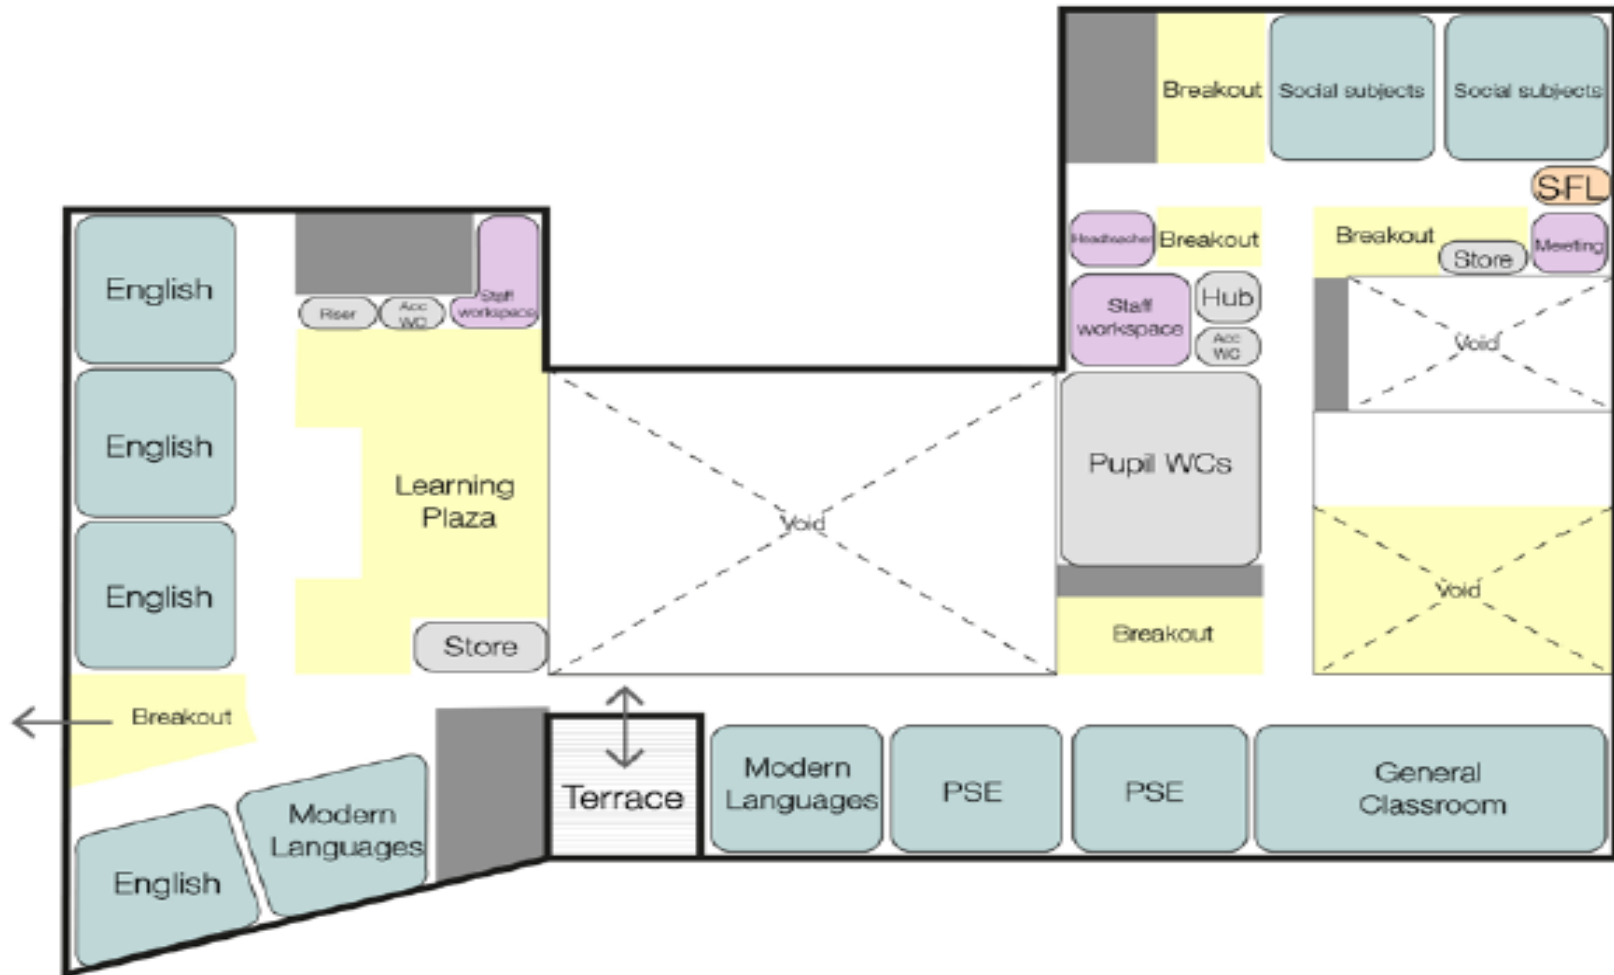 Breakout
Social subjects
Social subjects
SFL
Headteacher
Breakout
Breakout
Store
Meeting
English
Staff
workspace
Riser
Acc
WC
Staff
workspace
Hub
Acc
WC
Void
English
Learning
Plaza
Void
Pupil WCs
English
Store
Void
Breakout
Breakout
Terrace
Modern
Languages
PSE
PSE
General
Classroom
Modern
Languages
English